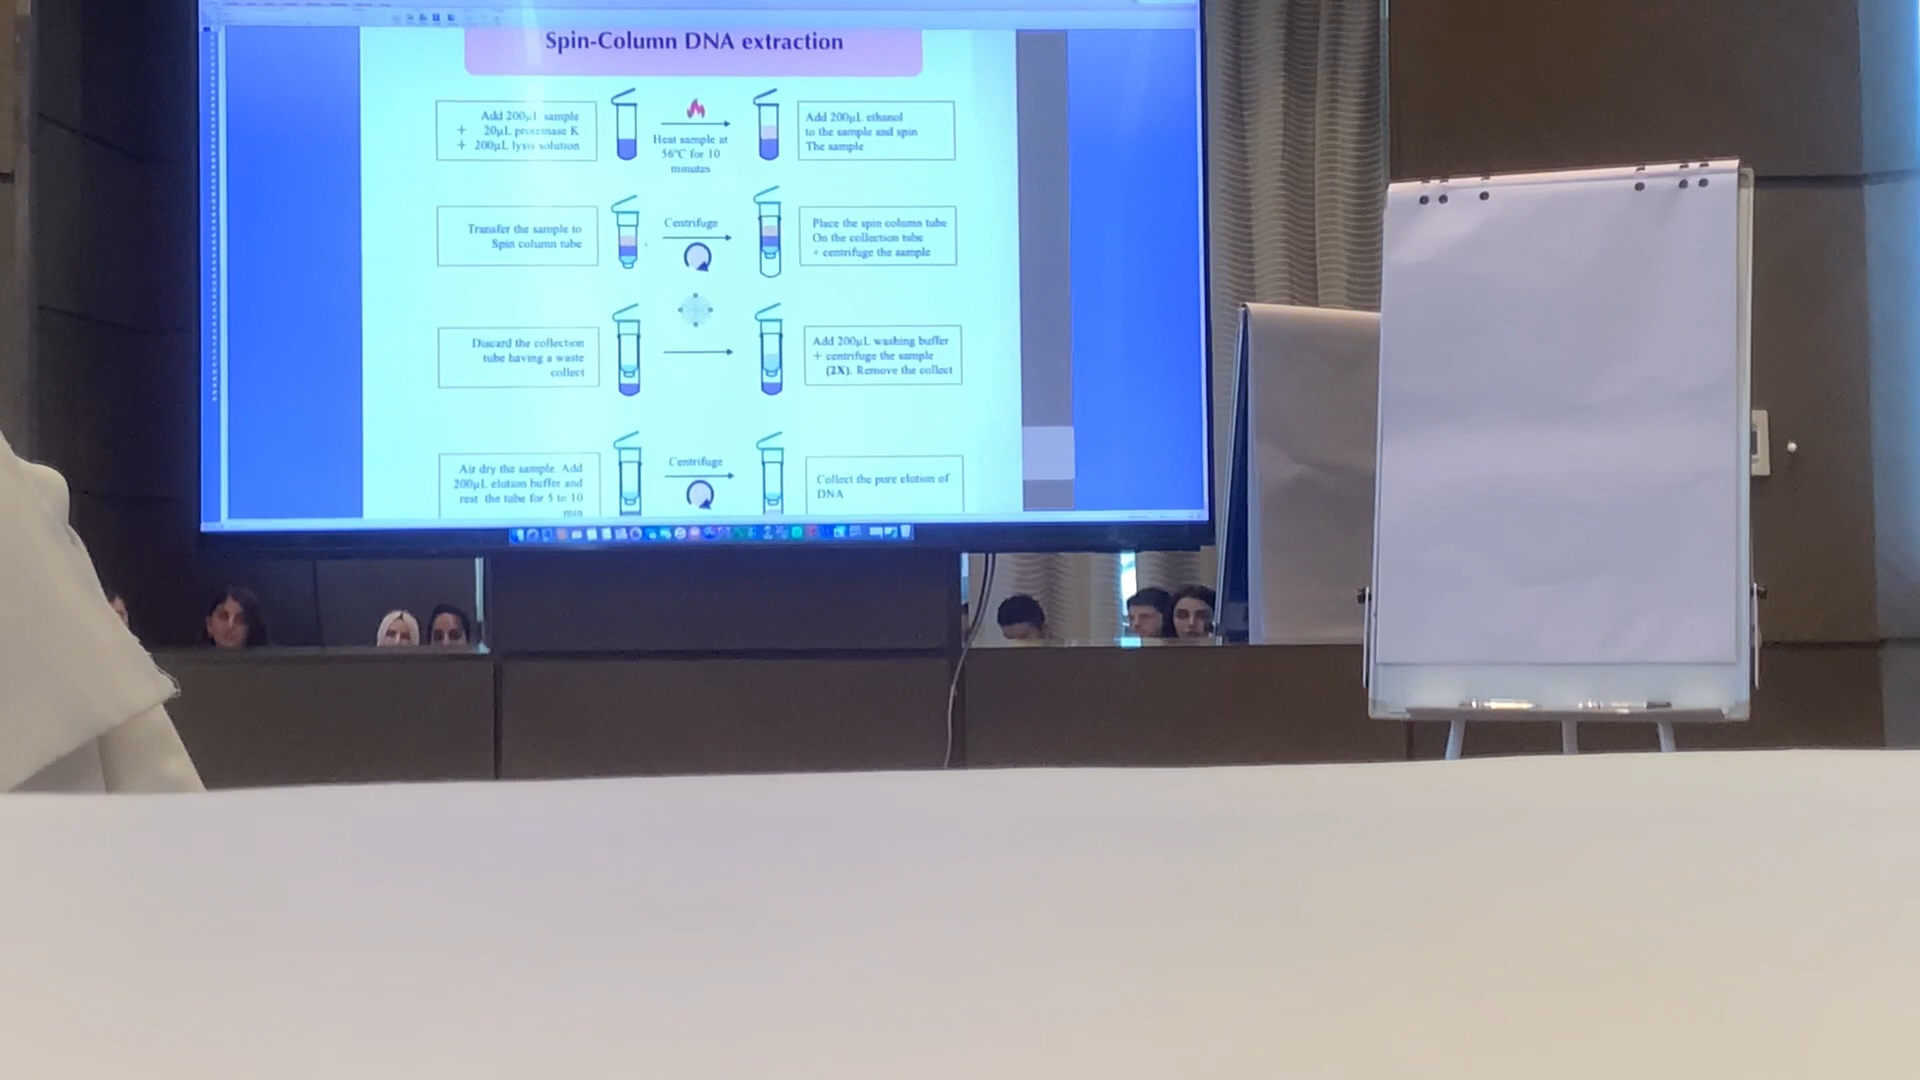 Spin-Column DNA extraction
Add 200µL sample
+ 20µL proteinase K
+ 200µL lysis solution
Heat sample at
56°C for 10
minutes
Add 200µL ethanol
to the sample and spin
The sample
Transfer the sample to
Spin column tube
Centrifuge
Place the spin column tube
On the collection tube
+ centrifuge the sample
Discard the collection
tube having a waste
collect
Add 200µL washing buffer
+ centrifuge the sample
(2X). Remove the collect
Air dry the sample. Add
200µL elution buffer and
rest the tube for 5 to 10
min
Centrifuge
Collect the pure elution of
DNA